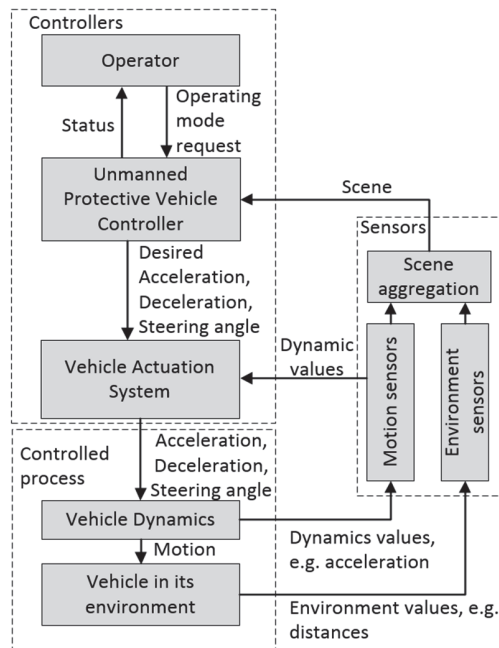 Controllers
Operator
Status
Operating
mode
request
Unmanned
Protective Vehicle
Controller
Scene
Sensors
Scene
aggregation
Desired
Acceleration,
Deceleration,
Steering angle
Dynamic
values
Motion sensors
Environment
sensors
Vehicle Actuation
System
Controlled
process
Acceleration,
Deceleration,
Steering angle
Vehicle Dynamics
Dynamics values,
e.g. acceleration
Motion
Vehicle in its
environment
Environment values, e.g.
distances